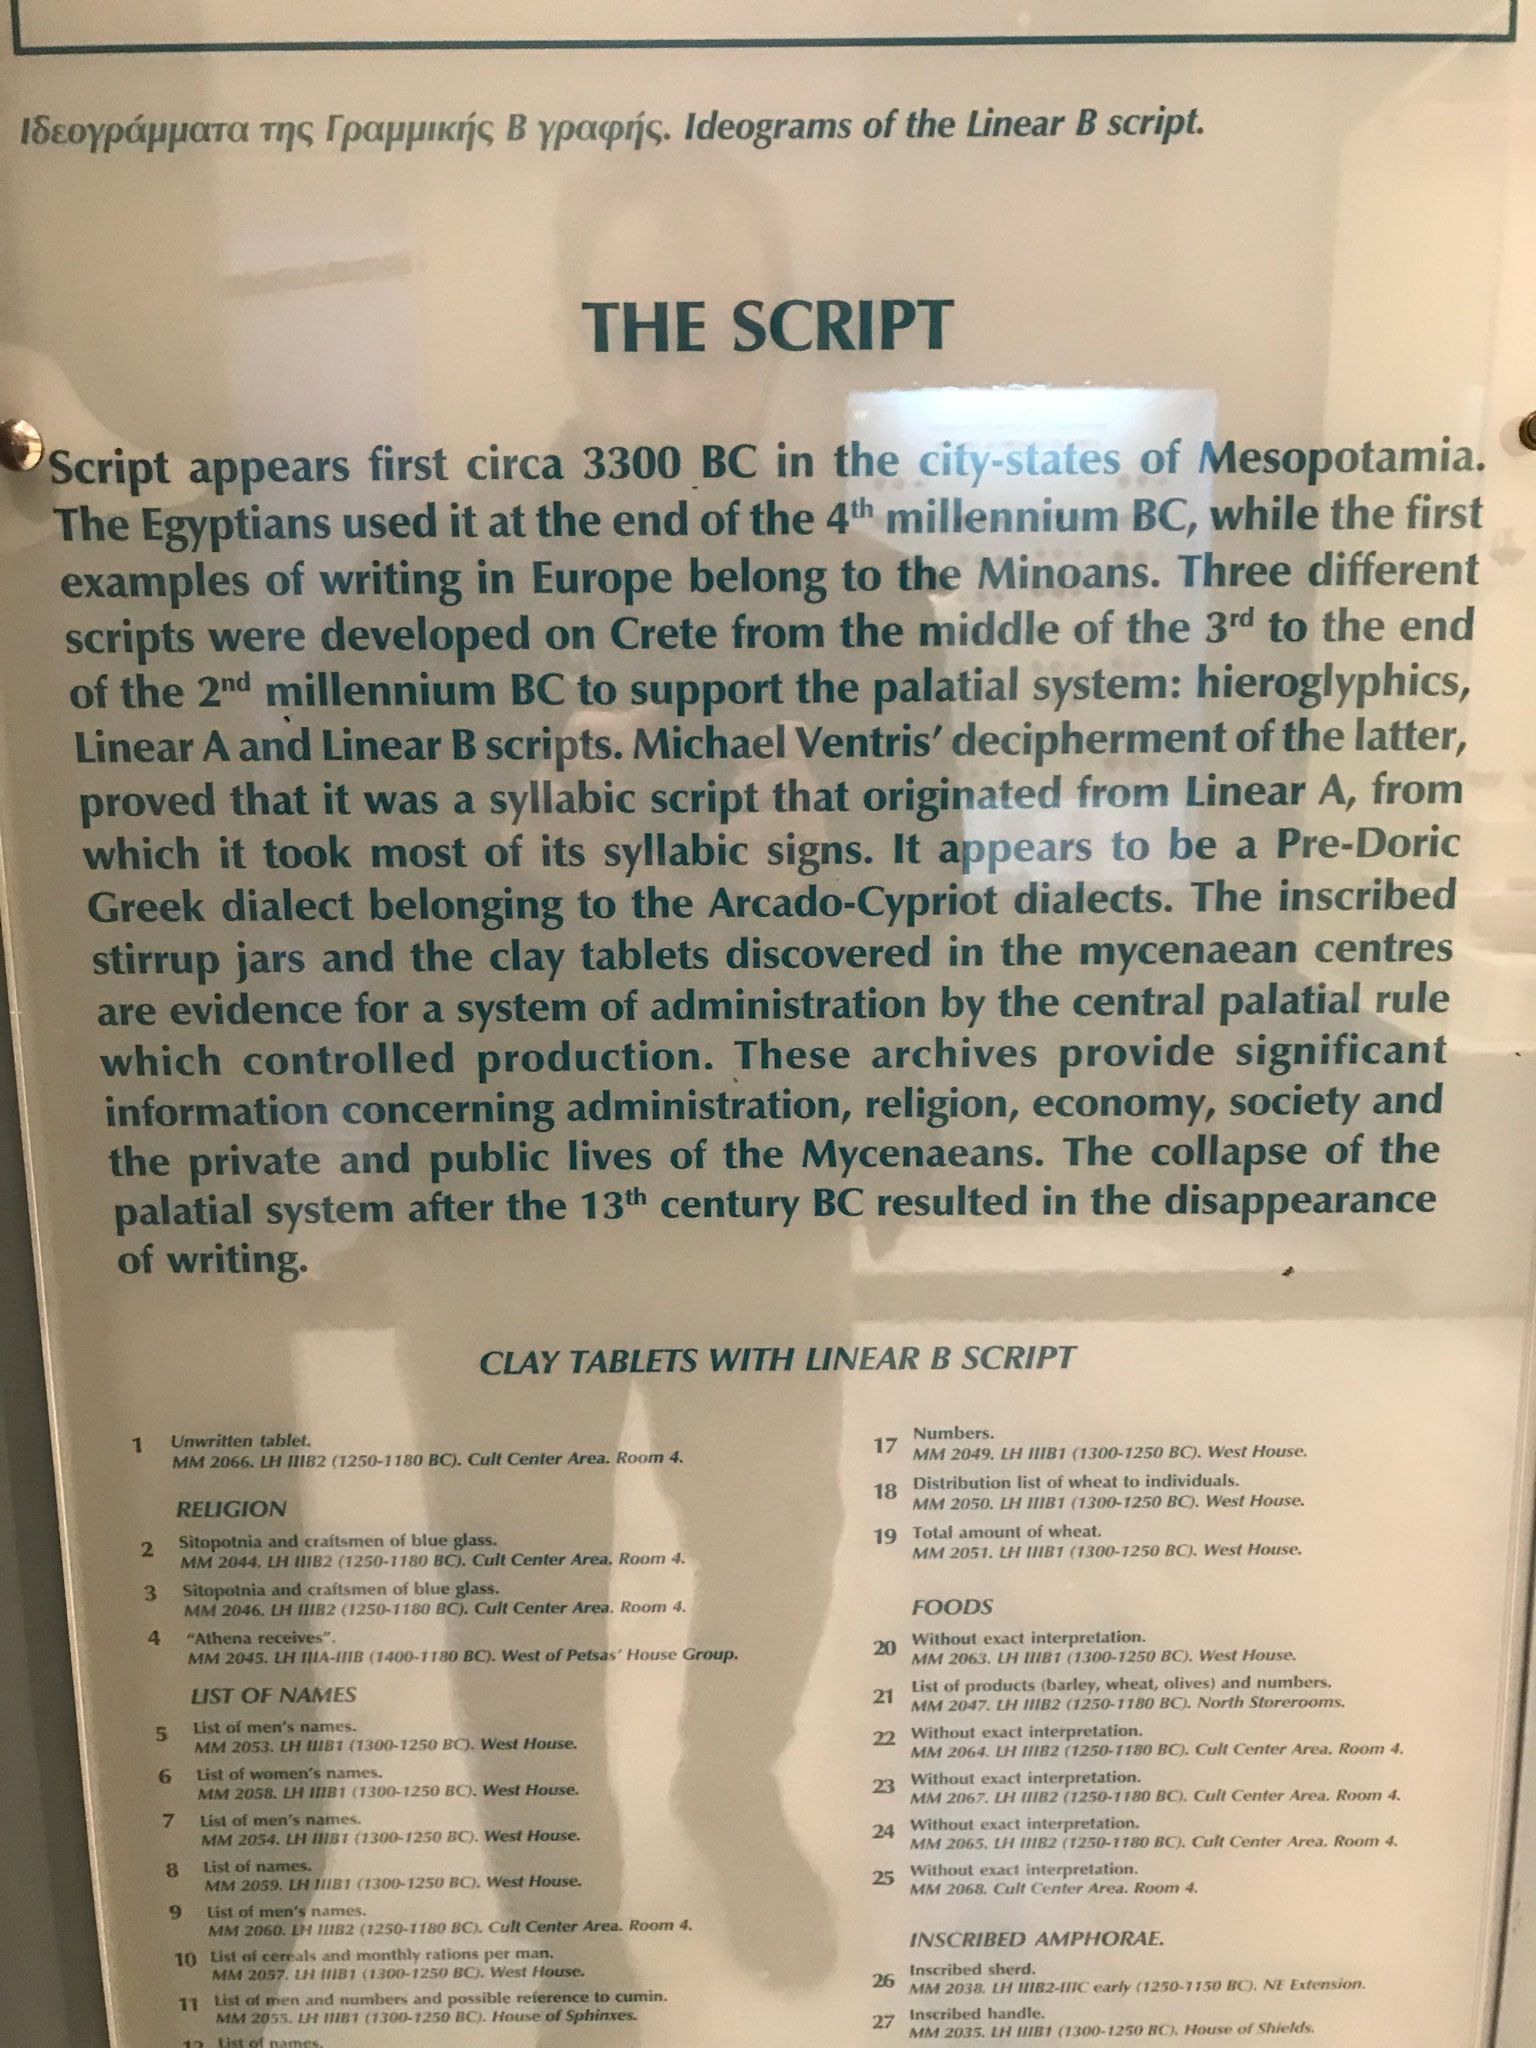 Ιδεογράμματα της Γραμμικής Β γραφής. Ideograms of the Linear B script.
THE SCRIPT
Script appears first circa 3300 BC in the city-states of Mesopotamia.
The Egyptians used it at the end of the 4th millennium BC, while the first
examples of writing in Europe belong to the Minoans. Three different
scripts were developed on Crete from the middle of the 3rd to the end
of the 2nd millennium BC to support the palatial system: hieroglyphics,
Linear A and Linear B scripts. Michael Ventris’ decipherment of the latter,
proved that it was a syllabic script that originated from Linear A, from
which it took most of its syllabic signs. It appears to be a Pre-Doric
Greek dialect belonging to the Arcado-Cypriot dialects. The inscribed
stirrup jars and the clay tablets discovered in the mycenaean centres
are evidence for a system of administration by the central palatial rule
which controlled production. These archives provide significant
information concerning administration, religion, economy, society and
the private and public lives of the Mycenaeans. The collapse of the
palatial system after the 13th century BC resulted in the disappearance
of writing.
CLAY TABLETS WITH LINEAR B SCRIPT
1 Unwritten tablet.
MM 2066. LH IIIB2 (1250-1180 BC). Cult Center Area. Room 4.
RELIGION
2 Sitopotnia and craftsmen of blue glass.
MM 2044. LH IIIB2 (1250-1180 BC). Cult Center Area. Room 4.
3 Sitopotnia and craftsmen of blue glass.
MM 2046. LH IIIB2 (1250-1180 BC). Cult Center Area. Room 4.
4 “Athena receives”.
MM 2045. LH IIIA-IIIB (1400-1180 BC). West of Petsas’ House Group.
LIST OF NAMES
5 List of men’s names.
MM 2053. LH IIIB1 (1300-1250 BC). West House.
6 List of women’s names.
MM 2058. LH IIIB1 (1300-1250 BC). West House.
7 List of men’s names.
MM 2054. LH IIIB1 (1300-1250 BC). West House.
8 List of names.
MM 2059. LH IIIB1 (1300-1250 BC). West House.
9 List of men’s names.
MM 2060. LH IIIB2 (1250-1180 BC). Cult Center Area. Room 4.
10 List of cereals and monthly rations per man.
MM 2057. LH IIIB1 (1300-1250 BC). West House.
11 List of men and numbers and possible reference to cumin.
MM 2055. LH IIIB1 (1300-1250 BC). House of Sphinxes.
12 List of names.
17 Numbers.
MM 2049. LH IIIB1 (1300-1250 BC). West House.
18 Distribution list of wheat to individuals.
MM 2050. LH IIIB1 (1300-1250 BC). West House.
19 Total amount of wheat.
MM 2051. LH IIIB1 (1300-1250 BC). West House.
FOODS
20 Without exact interpretation.
MM 2063. LH IIIB1 (1300-1250 BC). West House.
21 List of products (barley, wheat, olives) and numbers.
MM 2047. LH IIIB2 (1250-1180 BC). North Storerooms.
22 Without exact interpretation.
MM 2064. LH IIIB2 (1250-1180 BC). Cult Center Area. Room 4.
23 Without exact interpretation.
MM 2067. LH IIIB2 (1250-1180 BC). Cult Center Area. Room 4.
24 Without exact interpretation.
MM 2065. LH IIIB2 (1250-1180 BC). Cult Center Area. Room 4.
25 Without exact interpretation.
MM 2068. Cult Center Area. Room 4.
INSCRIBED AMPHORAE.
26 Inscribed sherd.
MM 2038. LH IIIB2-IIIC early (1250-1150 BC). NE Extension.
27 Inscribed handle.
MM 2035. LH IIIB1 (1300-1250 BC). House of Shields.